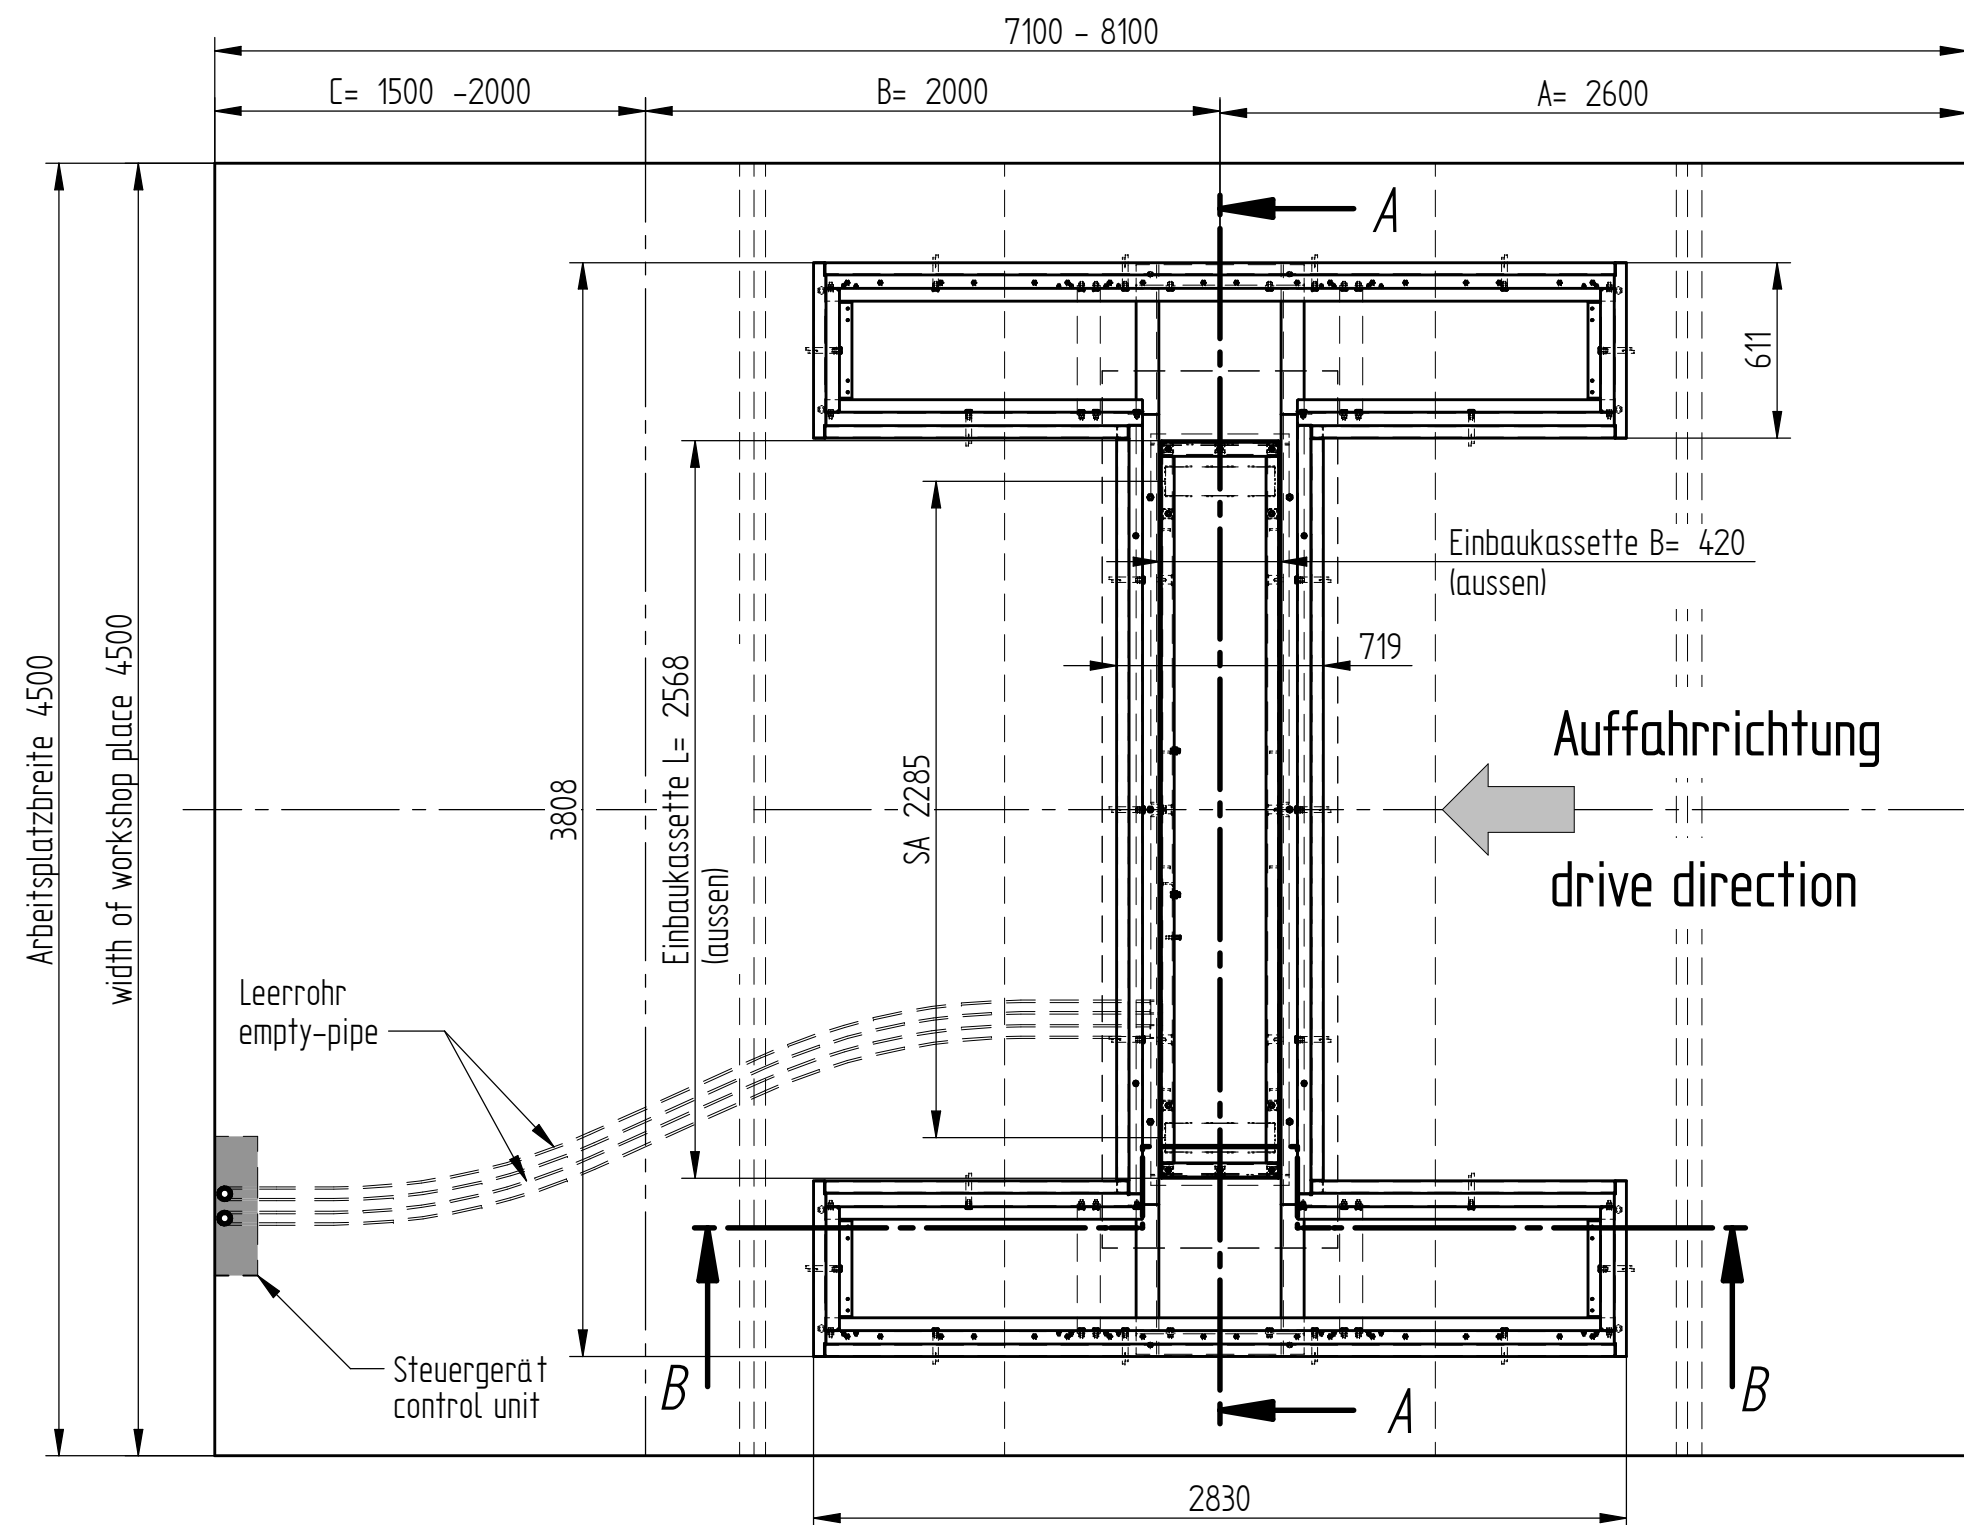 7100 - 8100
C= 1500 -2000
B= 2000
A= 2600
A
611
Einbaukassette B= 420
(aussen)
719
Arbeitsplatzbreite 4500
width of workshop place 4500
3808
Einbaukassette L= 2568
(aussen)
SA 2285
Auffahrrichtung
drive direction
Leerrohr
empty-pipe
Steuergerät
control unit
B
A
B
2830